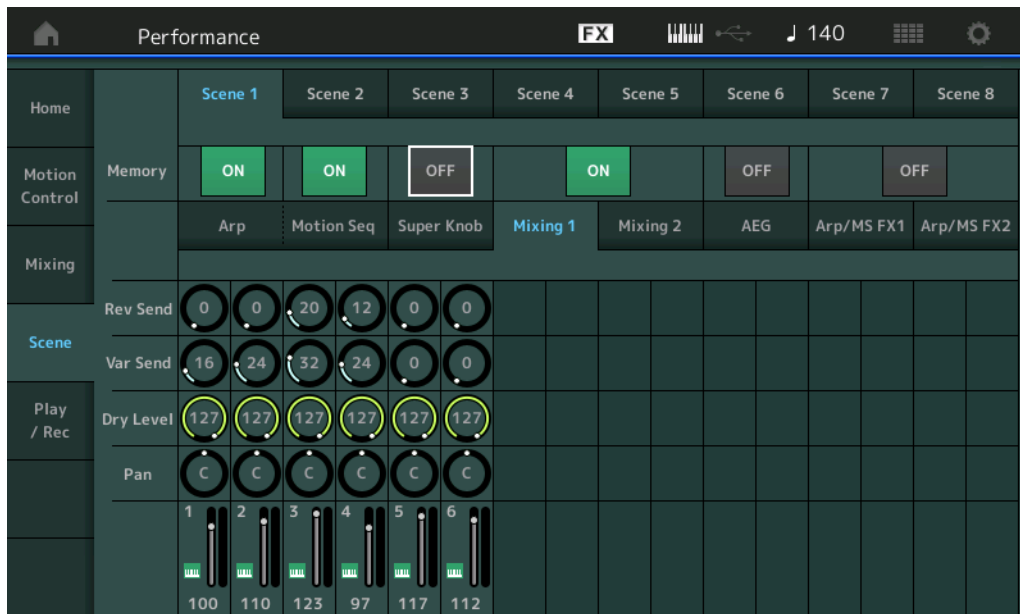 Performance FX 140
Home
Scene 1 Scene 2 Scene 3 Scene 4 Scene 5 Scene 6 Scene 7 Scene 8
Motion
Control
Memory ON ON OFF ON OFF OFF
Arp Motion Seq Super Knob Mixing 1 Mixing 2 AEG Arp/MS FX1 Arp/MS FX2
Mixing
Rev Send 0 0 20 12 0 0
Scene
Var Send 16 24 32 24 0 0
Play
/ Rec
Dry Level 127 127 127 127 127 127
Pan C C C C C C
1 2 3 4 5 6
100 110 123 97 117 112